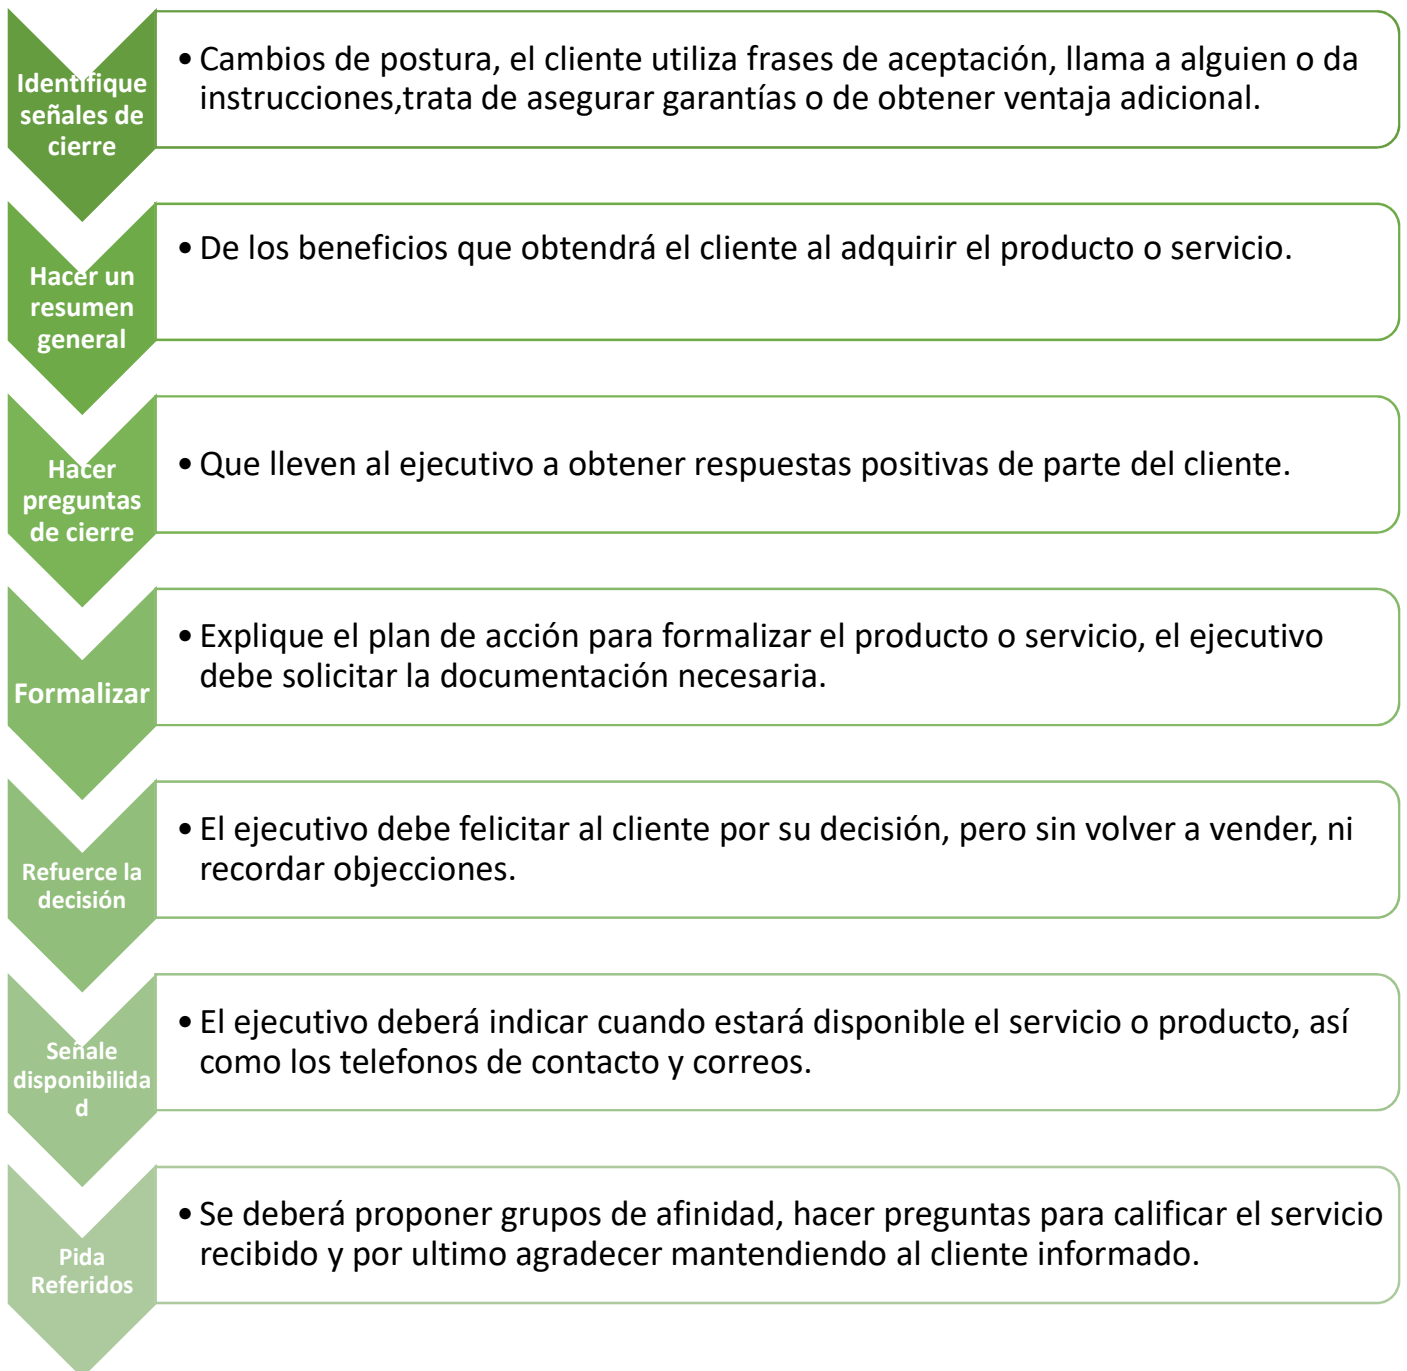 Identifique
señales de
cierre
• Cambios de postura, el cliente utiliza frases de aceptación, llama a alguien o da
instrucciones,trata de asegurar garantías o de obtener ventaja adicional.
Hacer un
resumen
general
• De los beneficios que obtendrá el cliente al adquirir el producto o servicio.
Hacer
preguntas
de cierre
• Que lleven al ejecutivo a obtener respuestas positivas de parte del cliente.
Formalizar
• Explique el plan de acción para formalizar el producto o servicio, el ejecutivo
debe solicitar la documentación necesaria.
Refuerce la
decisión
• El ejecutivo debe felicitar al cliente por su decisión, pero sin volver a vender, ni
recordar objecciones.
Señale
disponibilida
d
• El ejecutivo deberá indicar cuando estará disponible el servicio o producto, así
como los telefonos de contacto y correos.
Pida
Referidos
• Se deberá proponer grupos de afinidad, hacer preguntas para calificar el servicio
recibido y por ultimo agradecer mantendiendo al cliente informado.